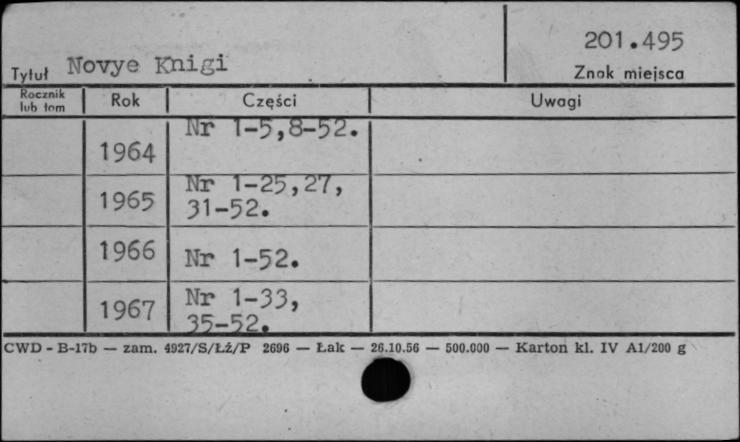 201.495
Tytuł Novye Knigi
Znak miejsca
Rocznik lub tom Rok Części Uwagi
1964 Nr 1-5,8-52.
1965 Nr 1-25,27,
31-52.
1966 Nr 1-52.
1967 Nr 1-33,
35-52.
CWD - B-17b — zam. 4927/S/ŁŹ/P 2696 — Łak — 26.10.56 — 500.000 — Karton kl. IV A1/200 g